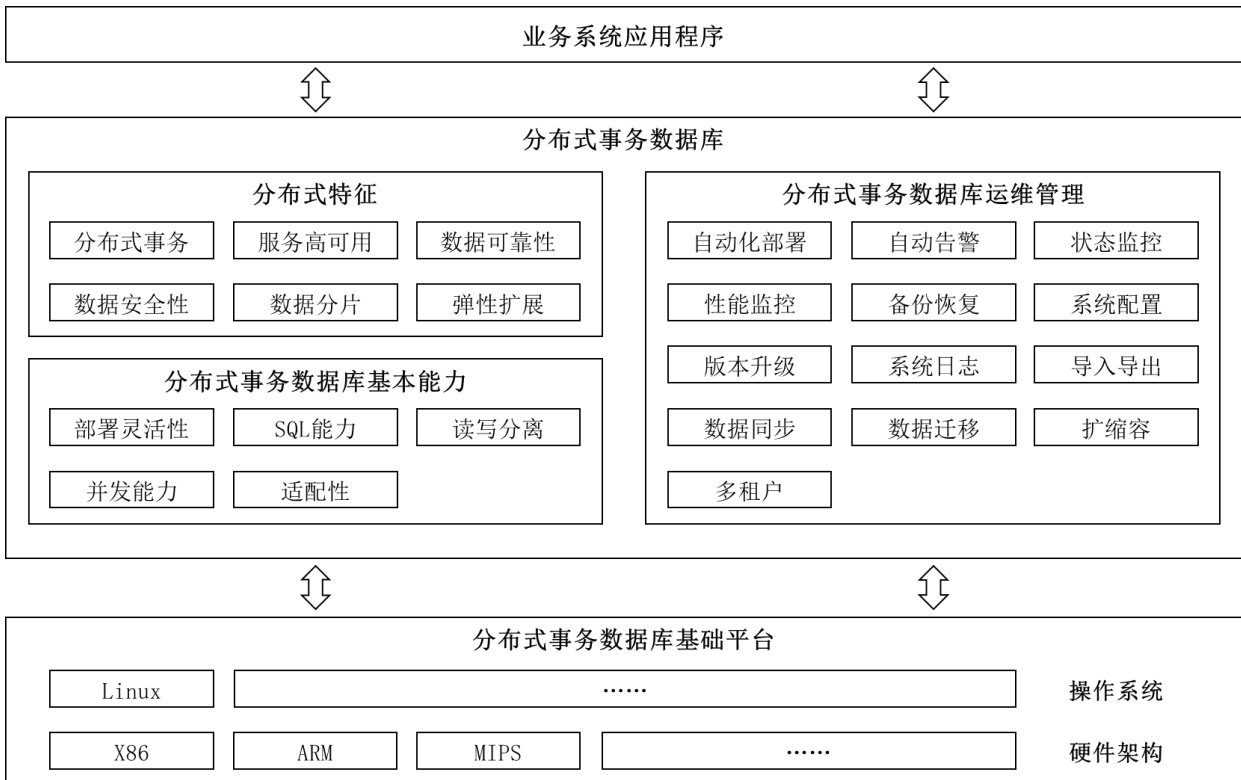 业务系统应用程序
分布式事务数据库
分布式特征
分布式事务 服务高可用 数据可靠性
数据安全性 数据分片 弹性扩展
分布式事务数据库基本能力
部署灵活性 SQL能力 读写分离
并发能力 适配性
分布式事务数据库运维管理
自动化部署 自动告警 状态监控
性能监控 备份恢复 系统配置
版本升级 系统日志 导入导出
数据同步 数据迁移 扩缩容
多租户
分布式事务数据库基础平台
Linux …… 操作系统
X86 ARM MIPS …… 硬件架构